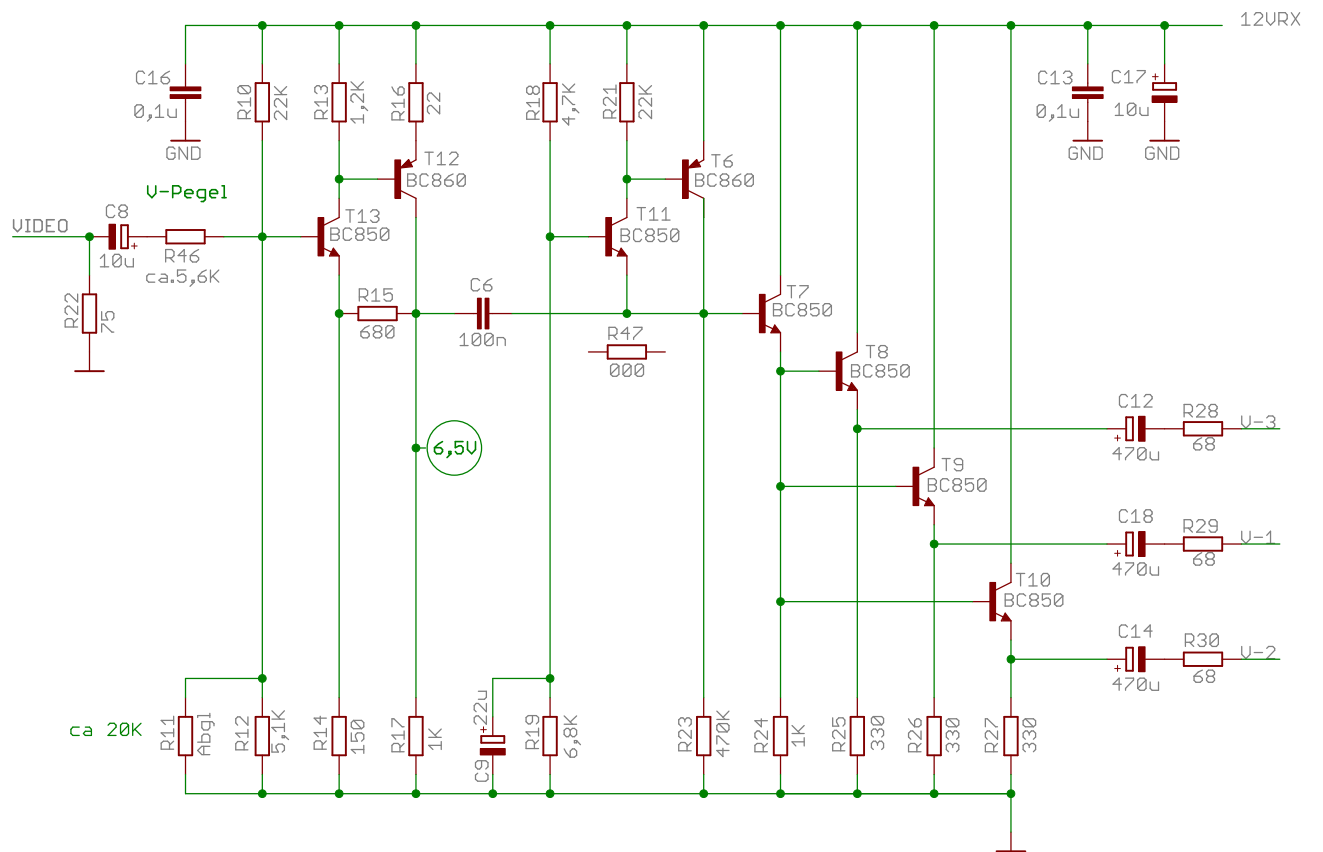 12VRX
C16
0,1u
GND
R10
22K
R13
1,2K
R16
22
R18
4,7K
R21
22K
C13
0,1u
GND
C17
+
10u
GND
T12
BC860
T6
BC860
V-Pegel
VIDEO
C8
+
10u
R46
ca.5,6K
T13
BC850
T11
BC850
R22
75
R15
680
C6
100n
R47
000
T7
BC850
T8
BC850
C12
+
470u
R28
68
V-3
6,5V
T9
BC850
C18
+
470u
R29
68
V-1
T10
BC850
C14
+
470u
R30
68
V-2
ca 20K
R11
Abgl
R12
5,1K
R14
150
R17
1K
C9
+
22u
R19
6,8K
R23
470K
R24
1K
R25
330
R26
330
R27
330